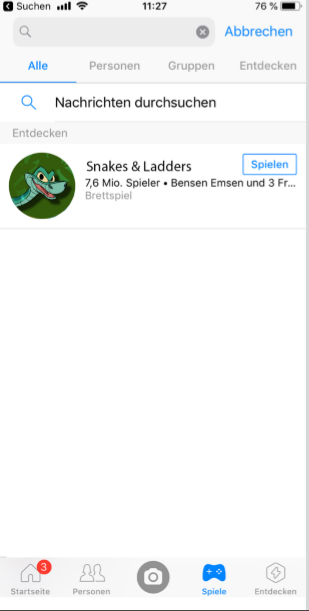 Suchen 11:27 76 %
Abbrechen
Alle Personen Gruppen Entdecken
Nachrichten durchsuchen
Entdecken
Snakes & Ladders Spielen
7,6 Mio. Spieler • Bensen Emsen und 3 Fr...
Brettspiel
3
Startseite Personen Spiele Entdecken